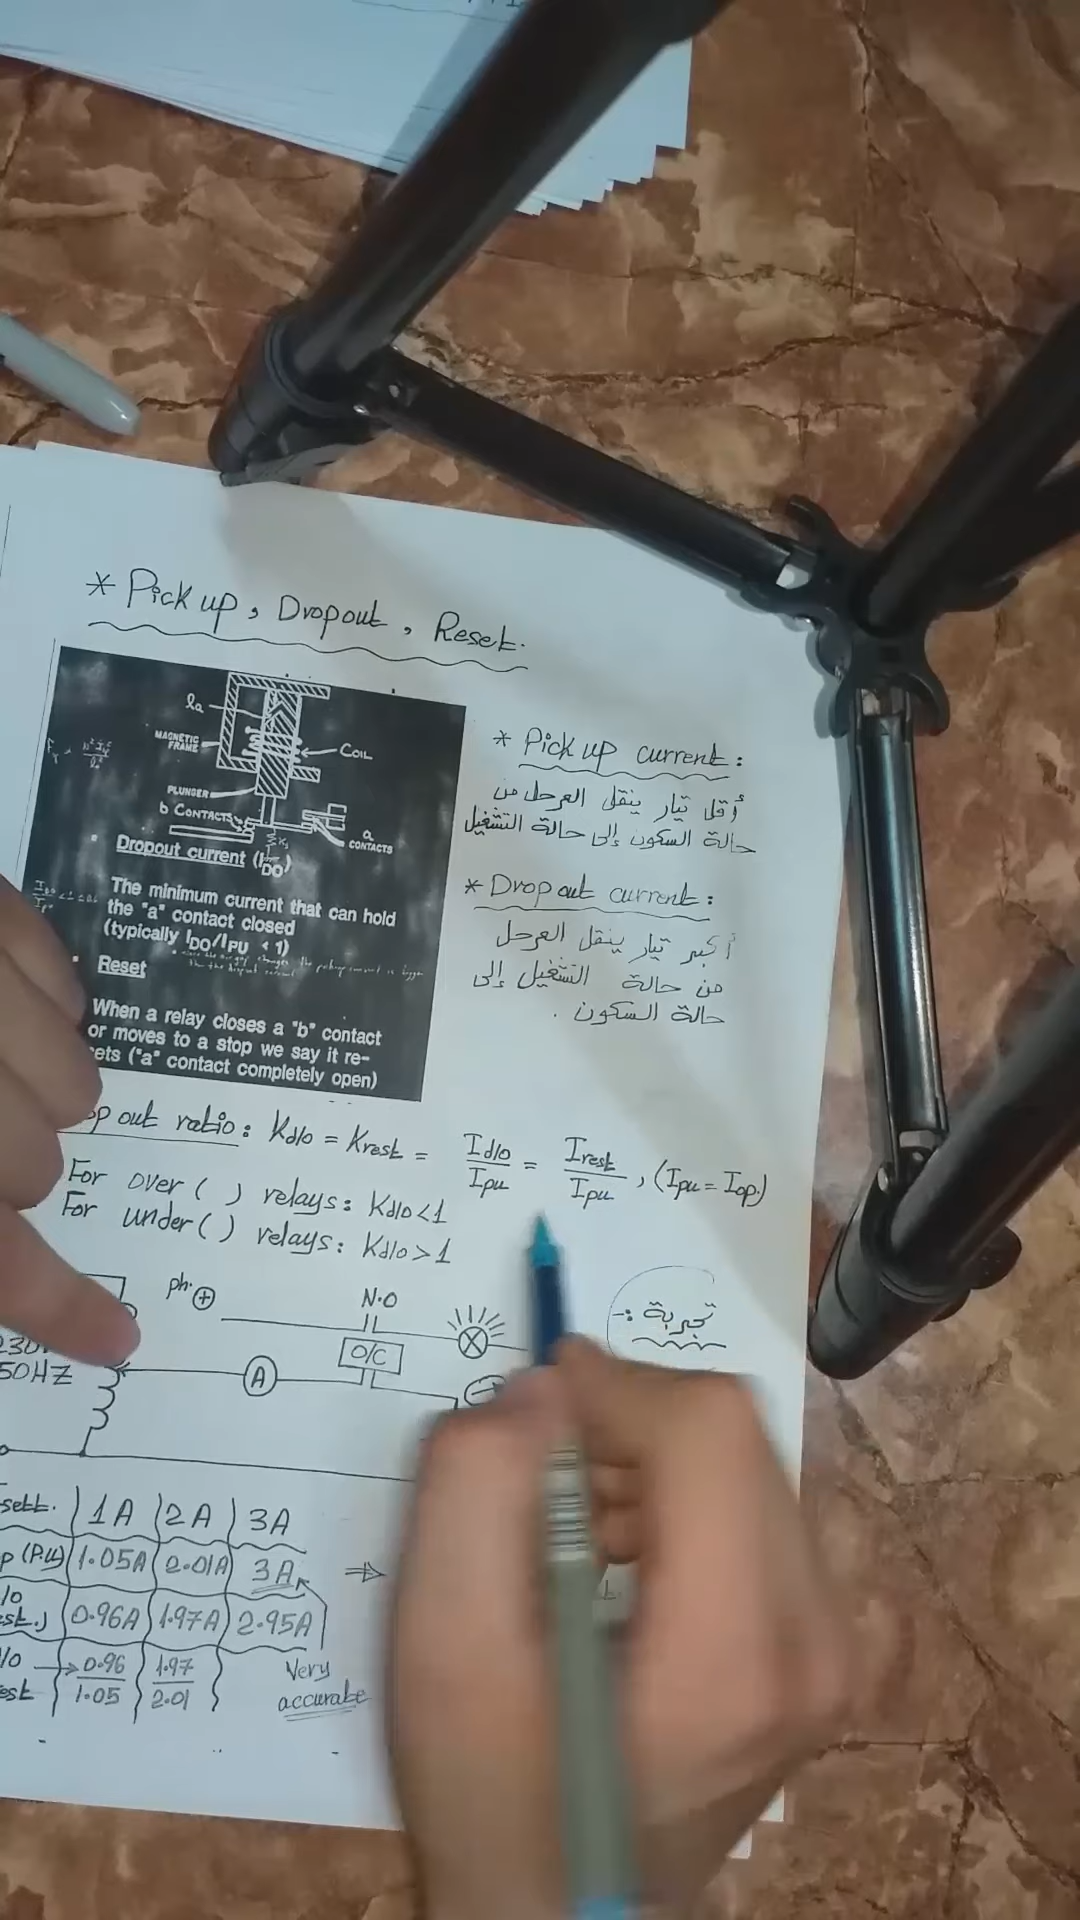 * Pick up, Dropout, Reset.
la
MAGNETIC
FRAME
COIL
PLUNGER
b CONTACTS
a
CONTACTS
Dropout current (IDO)
The minimum current that can hold
the "a" contact closed
(typically IDO/IPU < 1)
Reset
When a relay closes a "b" contact
or moves to a stop we say it re-
sets ("a" contact completely open)
* Pick up current:
أقل تيار ينقل المرحل من
حالة السكون إلى حالة التشغيل
* Drop out current:
أكبر تيار ينقل المرحل
من حالة التشغيل إلى
حالة السكون.
op out ratio: Kd/o = Krest = Id/o / Ipu = Irest / Ipu, (Ipu = Iop.)
For over ( ) relays: Kd/o < 1
For under ( ) relays: Kd/o > 1
ph. +
N.O
تجربة :-
O/C
A
50HZ
sett. 1A 2A 3A
p (P.U) 1.05A 2.01A 3A
0.96A 1.97A 2.95A
0.96 / 1.05 1.97 / 2.01
Very
accurate